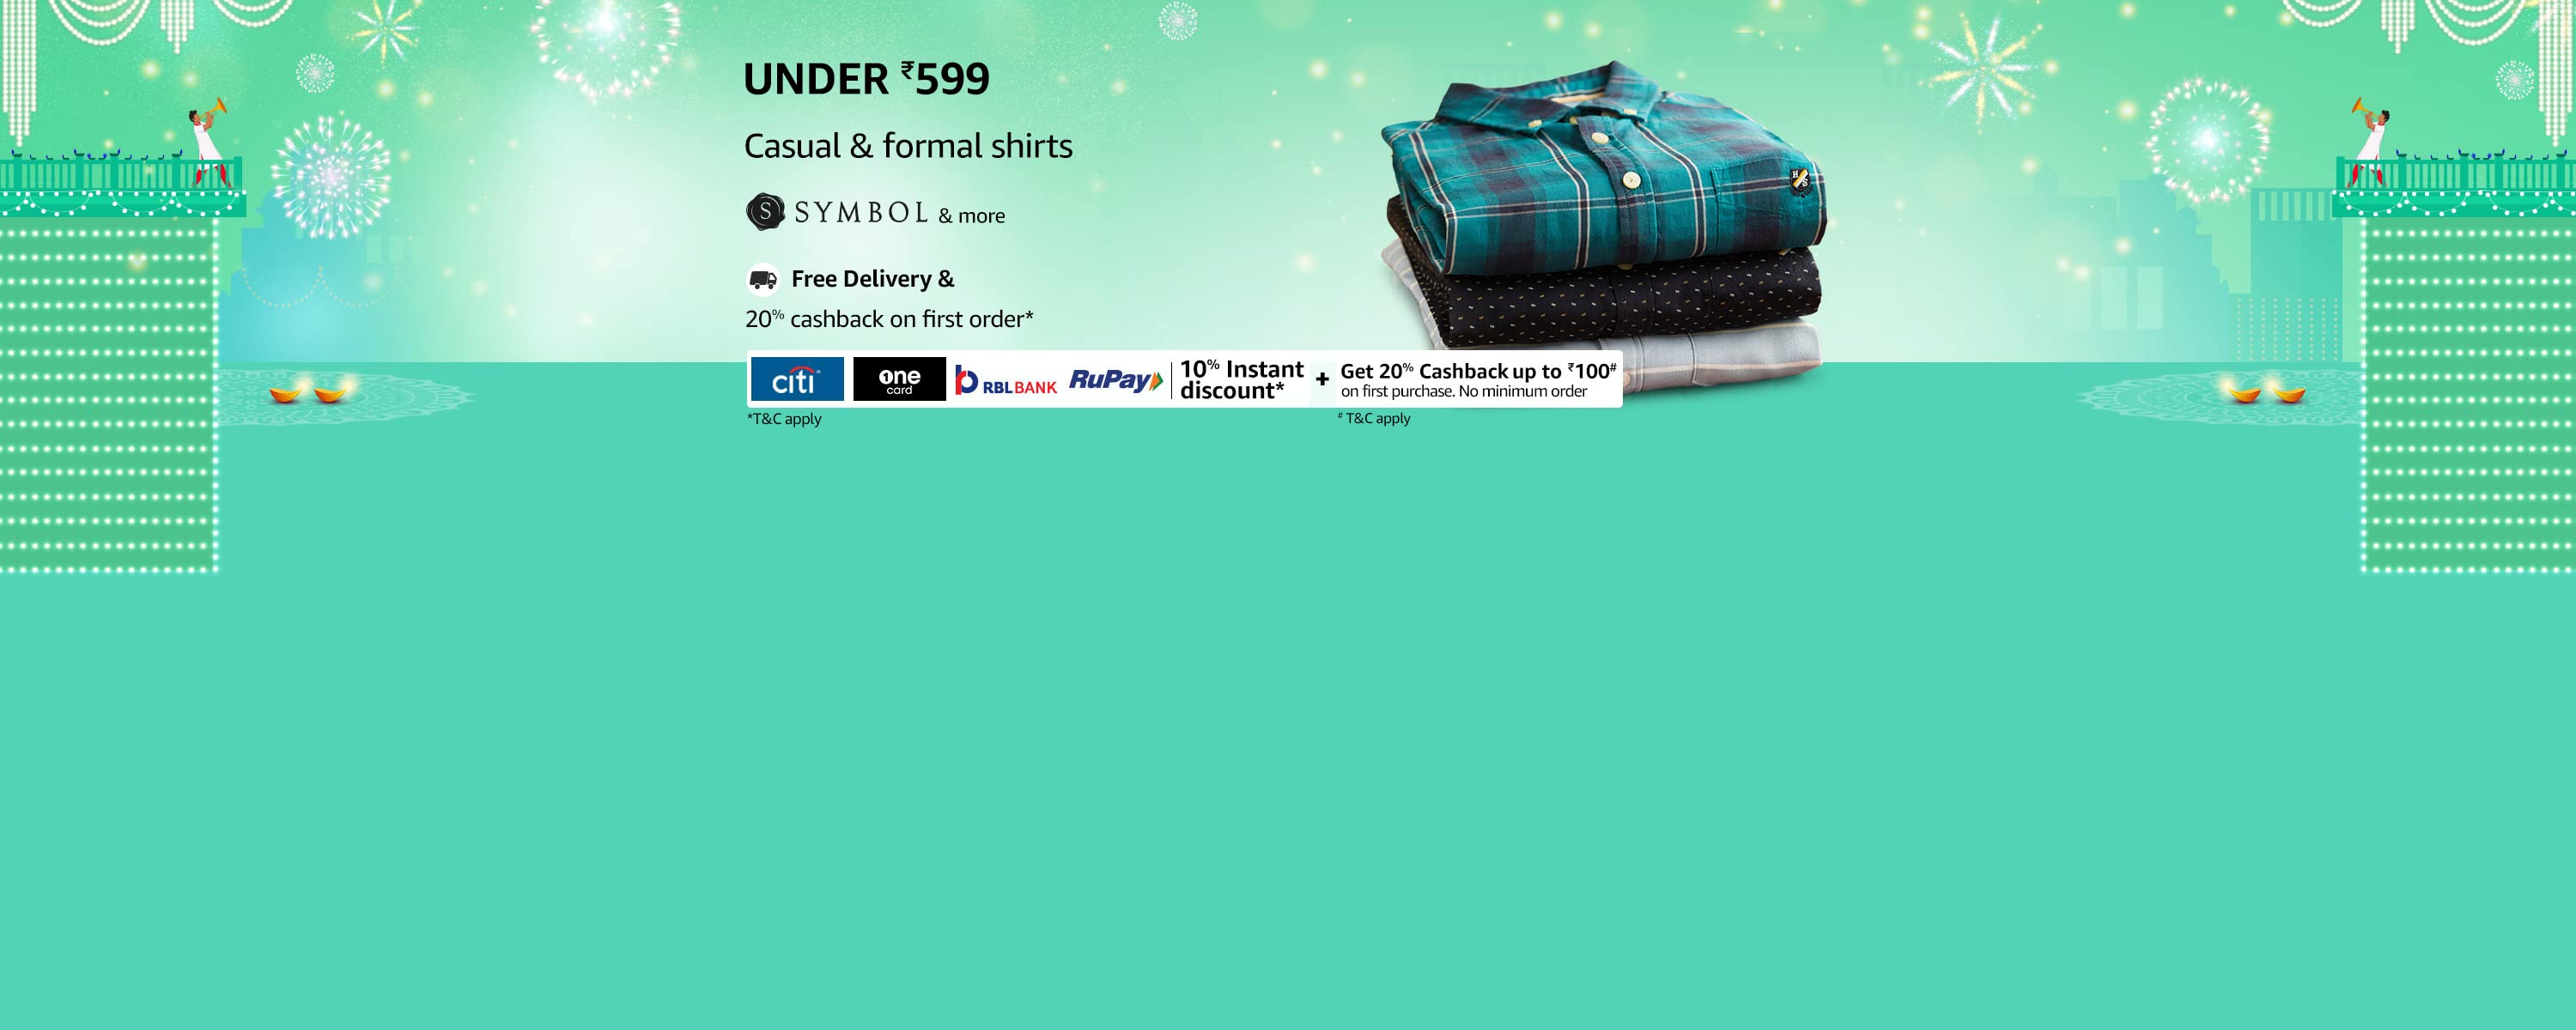 UNDER ₹599
Casual & formal shirts
S SYMBOL & more
Free Delivery &
20% cashback on first order*
citi
one
card
RBL BANK
RuPay
10% Instant
discount*
+
Get 20% Cashback up to ₹100#
on first purchase. No minimum order
*T&C apply
# T&C apply